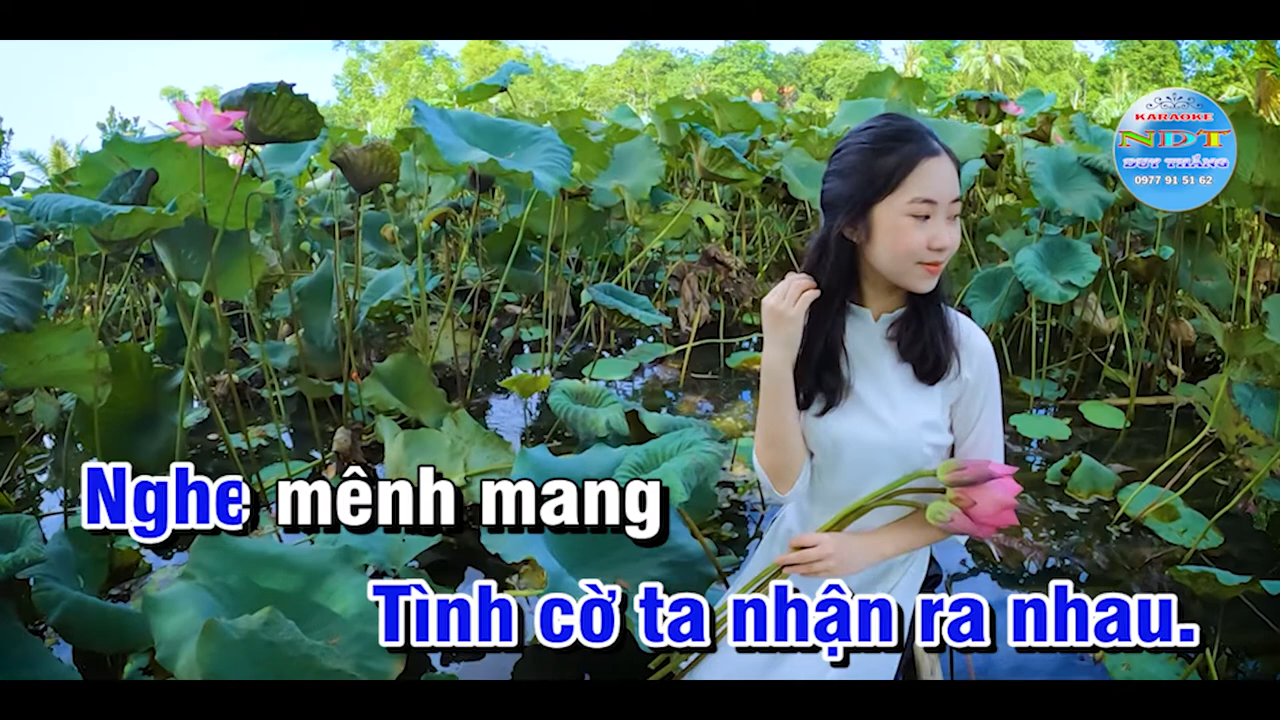 KARAOKE
NDT
DUY THẮNG
0977 91 51 62
Nghe mênh mang
Tình cờ ta nhận ra nhau.